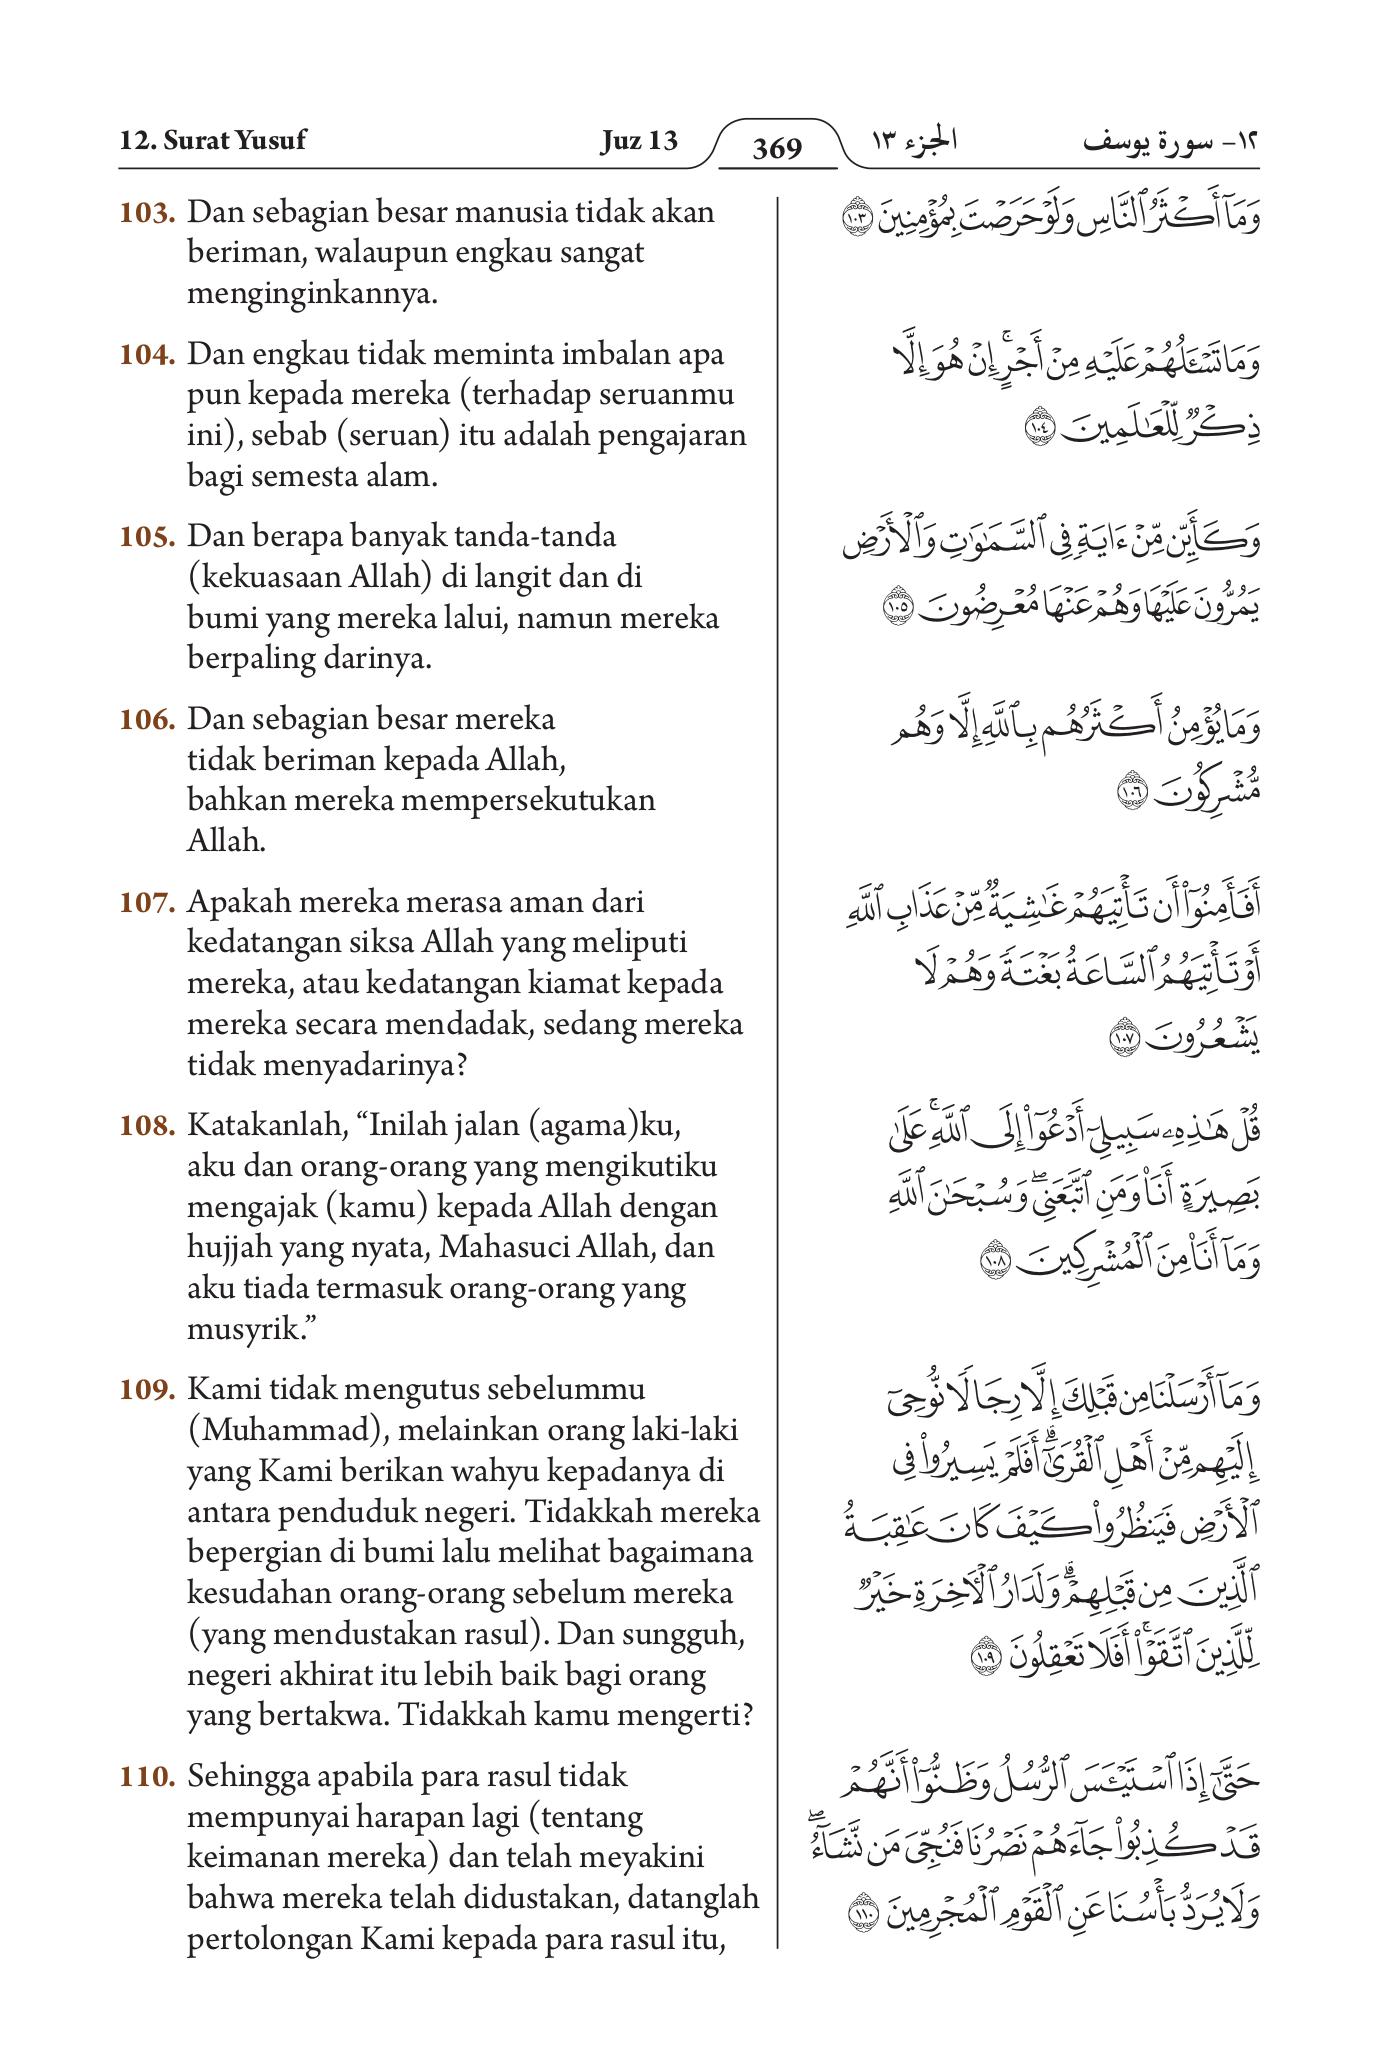 12. Surat Yusuf
Juz 13
369
الجزء ١٣
١٢- سورة يوسف
103. Dan sebagian besar manusia tidak akan
beriman, walaupun engkau sangat
menginginkannya.
104. Dan engkau tidak meminta imbalan apa
pun kepada mereka (terhadap seruanmu
ini), sebab (seruan) itu adalah pengajaran
bagi semesta alam.
105. Dan berapa banyak tanda-tanda
(kekuasaan Allah) di langit dan di
bumi yang mereka lalui, namun mereka
berpaling darinya.
106. Dan sebagian besar mereka
tidak beriman kepada Allah,
bahkan mereka mempersekutukan
Allah.
107. Apakah mereka merasa aman dari
kedatangan siksa Allah yang meliputi
mereka, atau kedatangan kiamat kepada
mereka secara mendadak, sedang mereka
tidak menyadarinya?
108. Katakanlah, “Inilah jalan (agama)ku,
aku dan orang-orang yang mengikutiku
mengajak (kamu) kepada Allah dengan
hujjah yang nyata, Mahasuci Allah, dan
aku tiada termasuk orang-orang yang
musyrik.”
109. Kami tidak mengutus sebelummu
(Muhammad), melainkan orang laki-laki
yang Kami berikan wahyu kepadanya di
antara penduduk negeri. Tidakkah mereka
bepergian di bumi lalu melihat bagaimana
kesudahan orang-orang sebelum mereka
(yang mendustakan rasul). Dan sungguh,
negeri akhirat itu lebih baik bagi orang
yang bertakwa. Tidakkah kamu mengerti?
110. Sehingga apabila para rasul tidak
mempunyai harapan lagi (tentang
keimanan mereka) dan telah meyakini
bahwa mereka telah didustakan, datanglah
pertolongan Kami kepada para rasul itu,
وَمَآ أَكْثَرُ ٱلنَّاسِ وَلَوْ حَرَصْتَ بِمُؤْمِنِينَ ١٠٣
وَمَا تَسْـَٔلُهُمْ عَلَيْهِ مِنْ أَجْرٍ ۚ إِنْ هُوَ إِلَّا
ذِكْرٌ لِّلْعَـٰلَمِينَ ١٠٤
وَكَأَيِّن مِّنْ ءَايَةٍ فِى ٱلسَّمَـٰوَٰتِ وَٱلْأَرْضِ
يَمُرُّونَ عَلَيْهَا وَهُمْ عَنْهَا مُعْرِضُونَ ١٠٥
وَمَا يُؤْمِنُ أَكْثَرُهُم بِٱللَّهِ إِلَّا وَهُم
مُّشْرِكُونَ ١٠٦
أَفَأَمِنُوٓا۟ أَن تَأْتِيَهُمْ غَـٰشِيَةٌ مِّنْ عَذَابِ ٱللَّهِ
أَوْ تَأْتِيَهُمُ ٱلسَّاعَةُ بَغْتَةً وَهُمْ لَا
يَشْعُرُونَ ١٠٧
قُلْ هَـٰذِهِۦ سَبِيلِىٓ أَدْعُوٓا۟ إِلَى ٱللَّهِ ۚ عَلَىٰ
بَصِيرَةٍ أَنَا۠ وَمَنِ ٱتَّبَعَنِى ۖ وَسُبْحَـٰنَ ٱللَّهِ
وَمَآ أَنَا۠ مِنَ ٱلْمُشْرِكِينَ ١٠٨
وَمَآ أَرْسَلْنَا مِن قَبْلِكَ إِلَّا رِجَالًا نُّوحِىٓ
إِلَيْهِم مِّنْ أَهْلِ ٱلْقُرَىٰٓ ۗ أَفَلَمْ يَسِيرُوا۟ فِى
ٱلْأَرْضِ فَيَنظُرُوا۟ كَيْفَ كَانَ عَـٰقِبَةُ
ٱلَّذِينَ مِن قَبْلِهِمْ ۗ وَلَدَارُ ٱلْـَٔاخِرَةِ خَيْرٌ
لِّلَّذِينَ ٱتَّقَوْا۟ ۗ أَفَلَا تَعْقِلُونَ ١٠٩
حَتَّىٰٓ إِذَا ٱسْتَيْـَٔسَ ٱلرُّسُلُ وَظَنُّوٓا۟ أَنَّهُمْ
قَدْ كُذِبُوا۟ جَآءَهُمْ نَصْرُنَا فَنُجِّىَ مَن نَّشَآءُ ۖ
وَلَا يُرَدُّ بَأْسُنَا عَنِ ٱلْقَوْمِ ٱلْمُجْرِمِينَ ١١٠